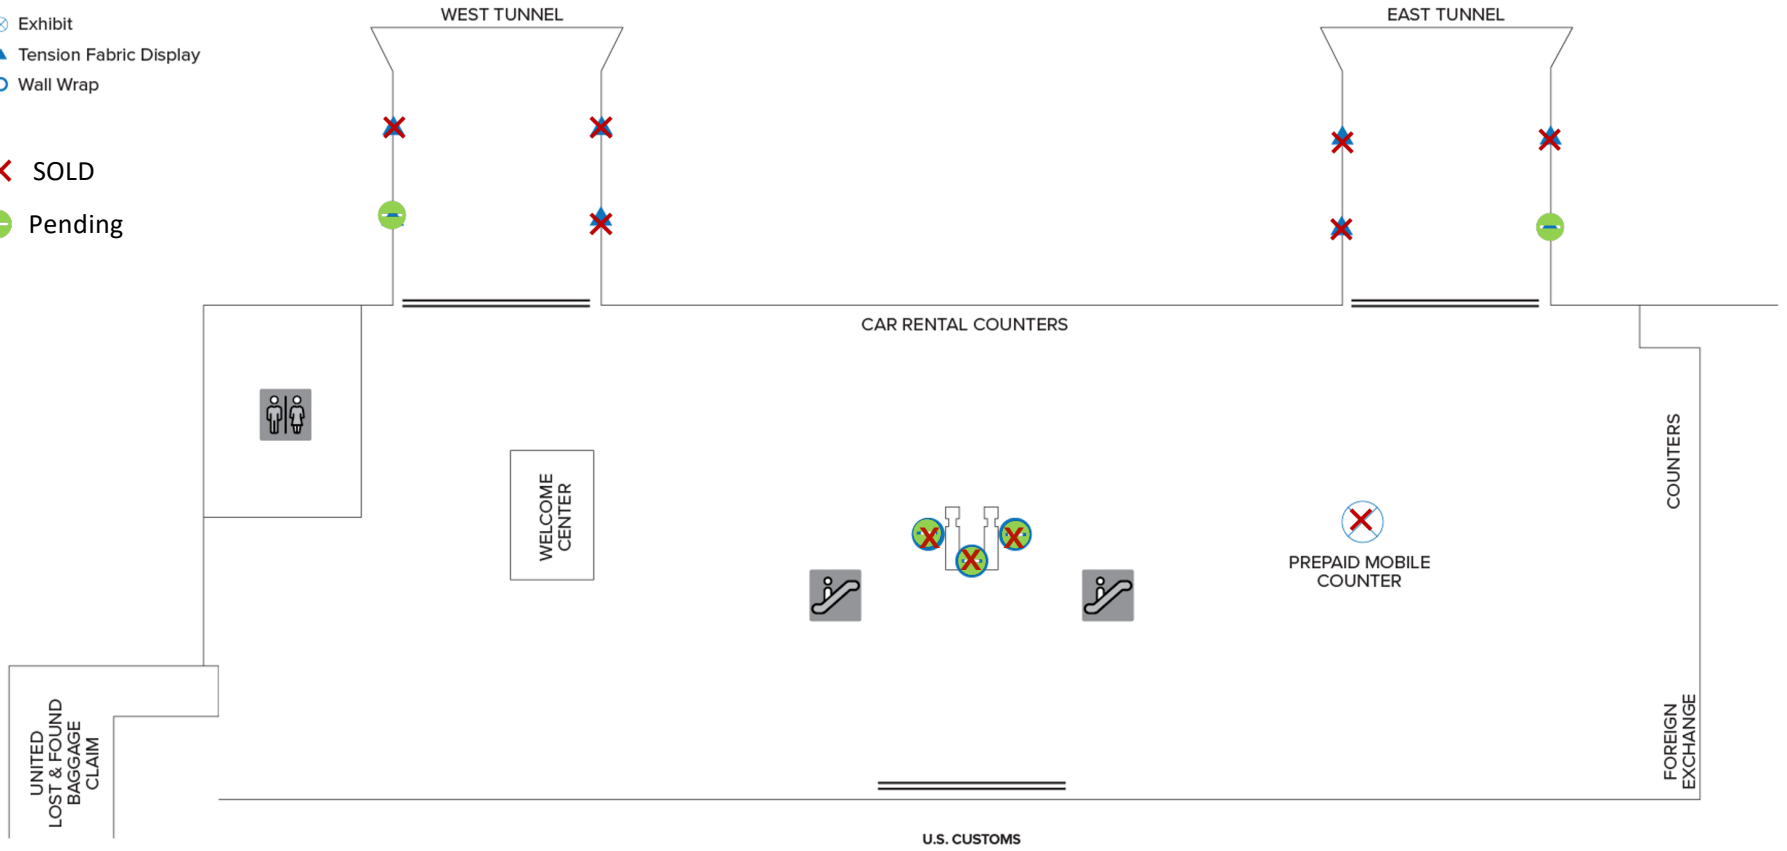 Exhibit
Tension Fabric Display
Wall Wrap
SOLD
Pending
WEST TUNNEL
EAST TUNNEL
CAR RENTAL COUNTERS
WELCOME
CENTER
PREPAID MOBILE
COUNTER
COUNTERS
FOREIGN
EXCHANGE
UNITED
LOST & FOUND
BAGGAGE
CLAIM
U.S. CUSTOMS